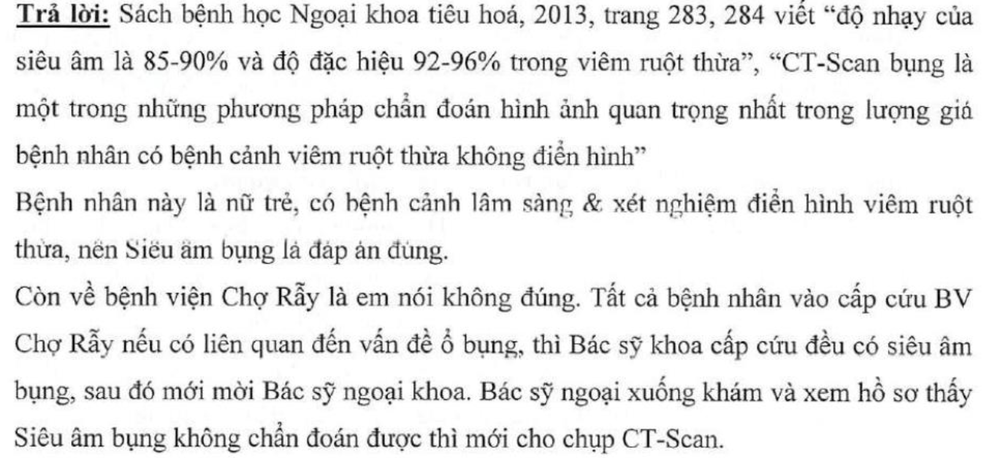 Trả lời: Sách bệnh học Ngoại khoa tiêu hoá, 2013, trang 283, 284 viết “độ nhạy của
siêu âm là 85-90% và độ đặc hiệu 92-96% trong viêm ruột thừa”, “CT-Scan bụng là
một trong những phương pháp chẩn đoán hình ảnh quan trọng nhất trong lượng giá
bệnh nhân có bệnh cảnh viêm ruột thừa không điển hình”
Bệnh nhân này là nữ trẻ, có bệnh cảnh lâm sàng & xét nghiệm điển hình viêm ruột
thừa, nên Siêu âm bụng là đáp án đúng.
Còn về bệnh viện Chợ Rẫy là em nói không đúng. Tất cả bệnh nhân vào cấp cứu BV
Chợ Rẫy nếu có liên quan đến vấn đề ổ bụng, thì Bác sỹ khoa cấp cứu đều có siêu âm
bụng, sau đó mới mời Bác sỹ ngoại khoa. Bác sỹ ngoại xuống khám và xem hồ sơ thấy
Siêu âm bụng không chẩn đoán được thì mới cho chụp CT-Scan.